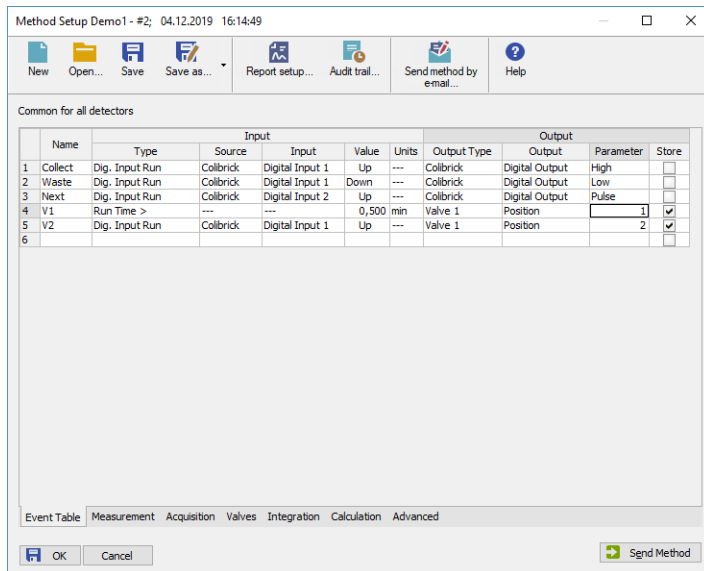 Method Setup Demo1 - #2;  04.12.2019  16:14:49
New Open... Save Save as... Report setup... Audit trail... Send method by e-mail... Help
Common for all detectors
Input Output
Name Type Source Input Value Units Output Type Output Parameter Store
1 Collect Dig. Input Run Colibrick Digital Input 1 Up --- Colibrick Digital Output High
2 Waste Dig. Input Run Colibrick Digital Input 1 Down --- Colibrick Digital Output Low
3 Next Dig. Input Run Colibrick Digital Input 2 Up --- Colibrick Digital Output Pulse
4 V1 Run Time > --- --- 0,500 min Valve 1 Position 1
5 V2 Dig. Input Run Colibrick Digital Input 1 Up --- Valve 1 Position 2
6
Event Table Measurement Acquisition Valves Integration Calculation Advanced
OK Cancel Send Method